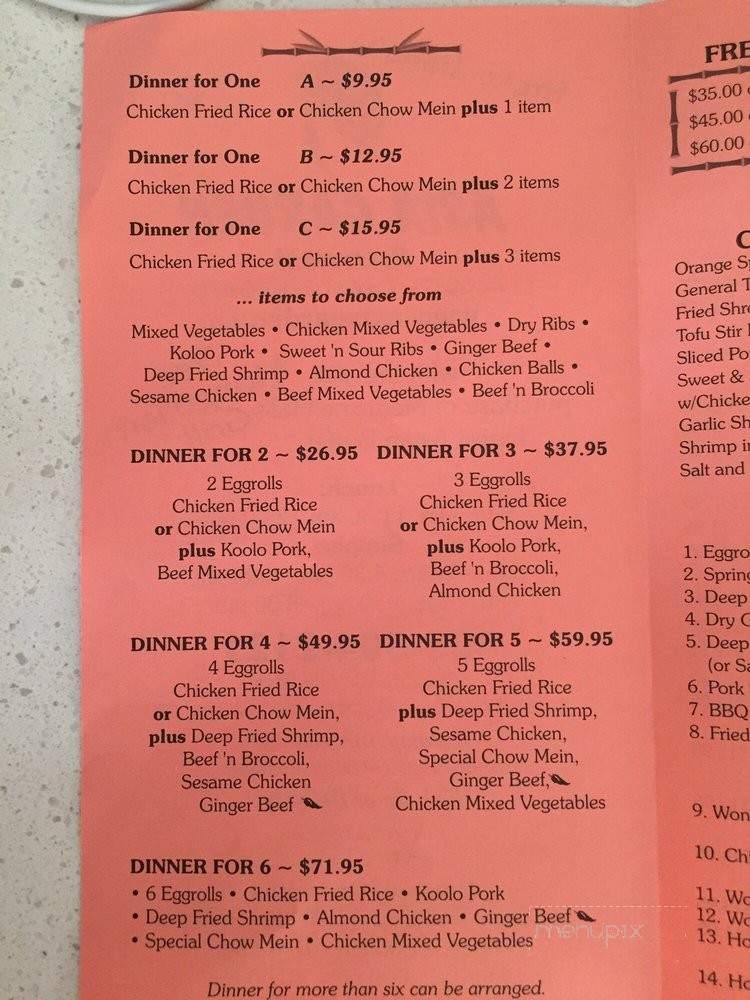 Dinner for One A ~ $9.95
Chicken Fried Rice or Chicken Chow Mein plus 1 item
Dinner for One B ~ $12.95
Chicken Fried Rice or Chicken Chow Mein plus 2 items
Dinner for One C ~ $15.95
Chicken Fried Rice or Chicken Chow Mein plus 3 items
... items to choose from
Mixed Vegetables • Chicken Mixed Vegetables • Dry Ribs •
Koloo Pork • Sweet 'n Sour Ribs • Ginger Beef •
Deep Fried Shrimp • Almond Chicken • Chicken Balls •
Sesame Chicken • Beef Mixed Vegetables • Beef 'n Broccoli
DINNER FOR 2 ~ $26.95
2 Eggrolls
Chicken Fried Rice
or Chicken Chow Mein
plus Koolo Pork,
Beef Mixed Vegetables
DINNER FOR 3 ~ $37.95
3 Eggrolls
Chicken Fried Rice
or Chicken Chow Mein,
plus Koolo Pork,
Beef 'n Broccoli,
Almond Chicken
DINNER FOR 4 ~ $49.95
4 Eggrolls
Chicken Fried Rice
or Chicken Chow Mein,
plus Deep Fried Shrimp,
Beef 'n Broccoli,
Sesame Chicken
Ginger Beef
DINNER FOR 5 ~ $59.95
5 Eggrolls
Chicken Fried Rice
plus Deep Fried Shrimp,
Sesame Chicken,
Special Chow Mein,
Ginger Beef,
Chicken Mixed Vegetables
DINNER FOR 6 ~ $71.95
• 6 Eggrolls • Chicken Fried Rice • Koolo Pork
• Deep Fried Shrimp • Almond Chicken • Ginger Beef
• Special Chow Mein • Chicken Mixed Vegetables
Dinner for more than six can be arranged.
menupix
$35.00
$45.00
$60.00
Orange
General
Fried
Tofu Stir
Sliced
Sweet &
Garlic
Shrimp
Salt and
1.
2.
3. Deep
4. Dry
5. Deep
(or
6. Pork
7. BBQ
8. Fried
9.
10.
11.
12.
13.
14.